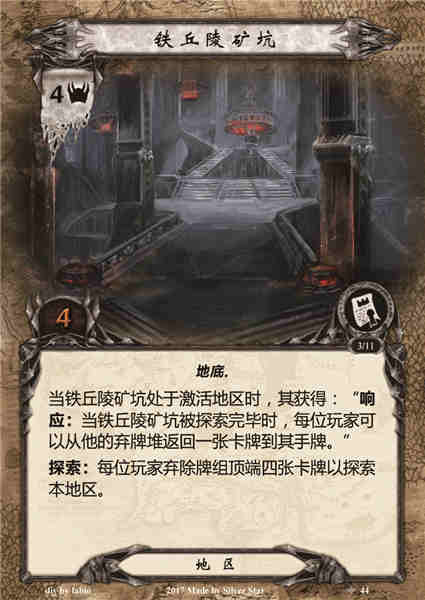 铁丘陵矿坑
4
4
3/11
地底.
当铁丘陵矿坑处于激活地区时，其获得：“响
应：当铁丘陵矿坑被探索完毕时，每位玩家可
以从他的弃牌堆返回一张卡牌到其手牌。”
探索：每位玩家弃除牌组顶端四张卡牌以探索
本地区。
地区
diy by fabio 2017 Made by Silver Star 44